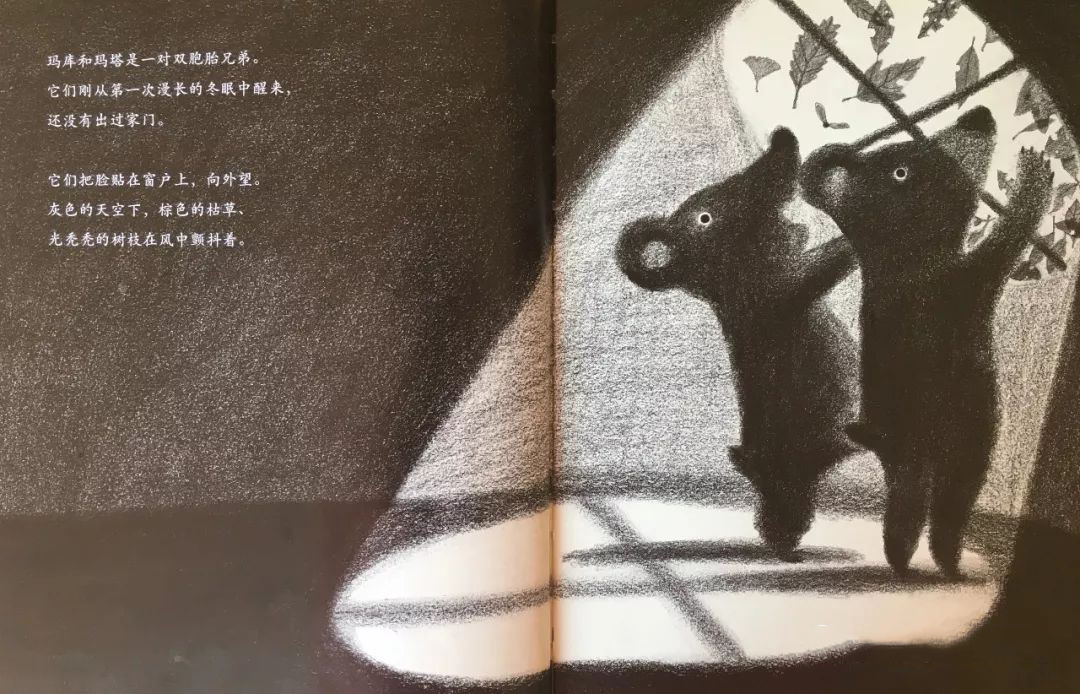 玛库和玛塔是一对双胞胎兄弟。
它们刚从第一次漫长的冬眠中醒来，
还没有出过家门。
它们把脸贴在窗户上，向外望。
灰色的天空下，棕色的枯草、
光秃秃的树枝在风中颤抖着。